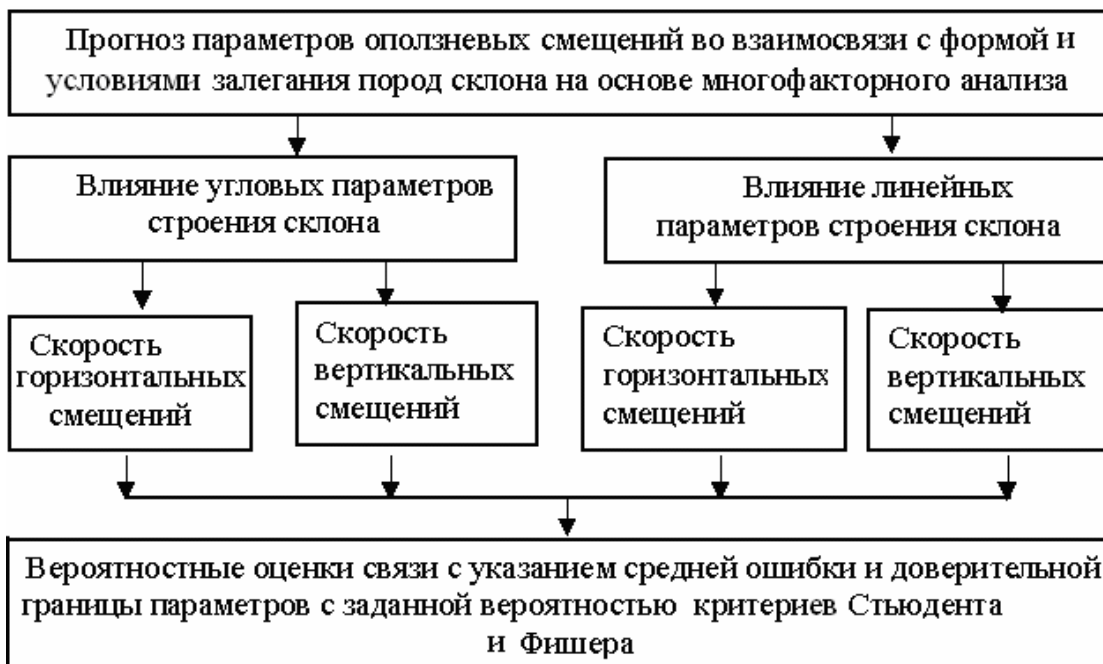 Прогноз параметров оползневых смещений во взаимосвязи с формой и
условиями залегания пород склона на основе многофакторного анализа
Влияние угловых параметров
строения склона
Влияние линейных
параметров строения склона
Скорость
горизонтальных
смещений
Скорость
вертикальных
смещений
Скорость
горизонтальных
смещений
Скорость
вертикальных
смещений
Вероятностные оценки связи с указанием средней ошибки и доверительной
границы параметров с заданной вероятностью критериев Стьюдента
и Фишера